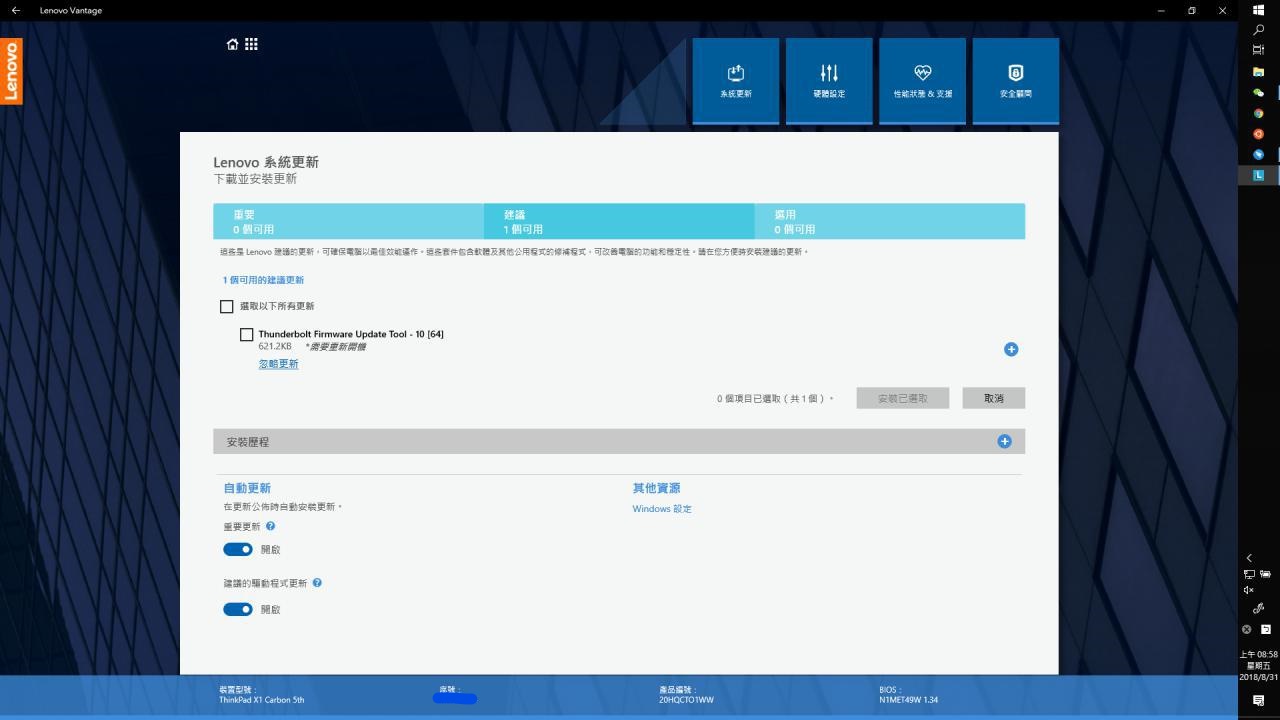 Lenovo Vantage
Lenovo
系統更新
硬體設定
性能狀態 & 支援
安全顧問
Lenovo 系統更新
下載並安裝更新
重要
0 個可用
建議
1 個可用
選用
0 個可用
這些是 Lenovo 建議的更新，可確保電腦以最佳效能運作。這些套件包含軟體及其他公用程式的修補程式，可改善電腦的功能和穩定性。請在您方便時安裝建議的更新。
1 個可用的建議更新
選取以下所有更新
Thunderbolt Firmware Update Tool - 10 [64]
621.2KB *需要重新開機
忽略更新
0 個項目已選取（共 1 個）。
安裝已選取
取消
安裝歷程
自動更新
在更新公佈時自動安裝更新。
重要更新
開啟
建議的驅動程式更新
開啟
其他資源
Windows 設定
裝置型號：
ThinkPad X1 Carbon 5th
序號：
產品編號：
20HQCTO1WW
BIOS：
N1MET49W 1.34
上午 08:58
星期五
2018/8/31